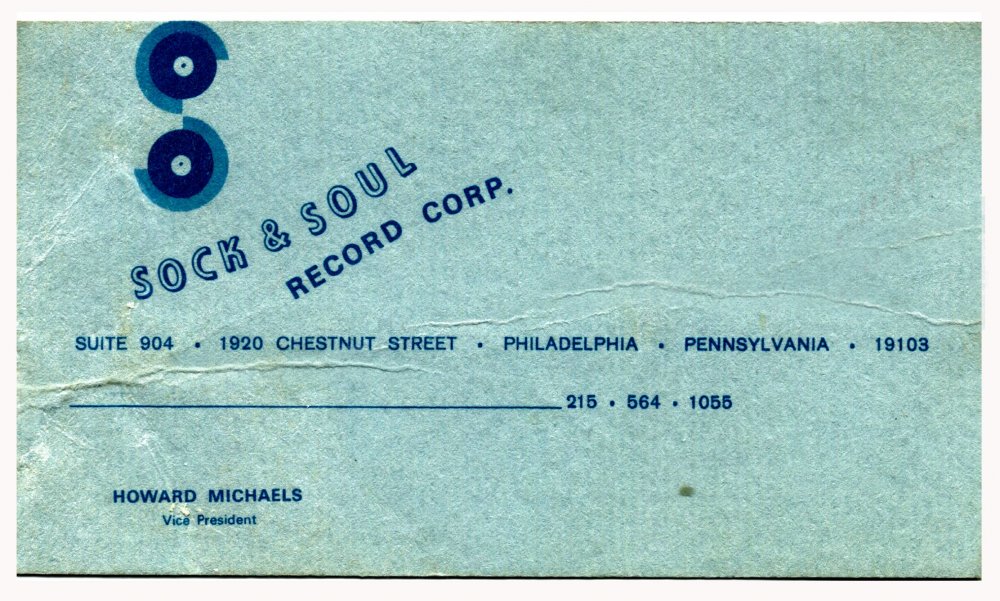 SOCK & SOUL
RECORD CORP.
SUITE 904 • 1920 CHESTNUT STREET • PHILADELPHIA • PENNSYLVANIA • 19103
215 • 564 • 1055
HOWARD MICHAELS
Vice President